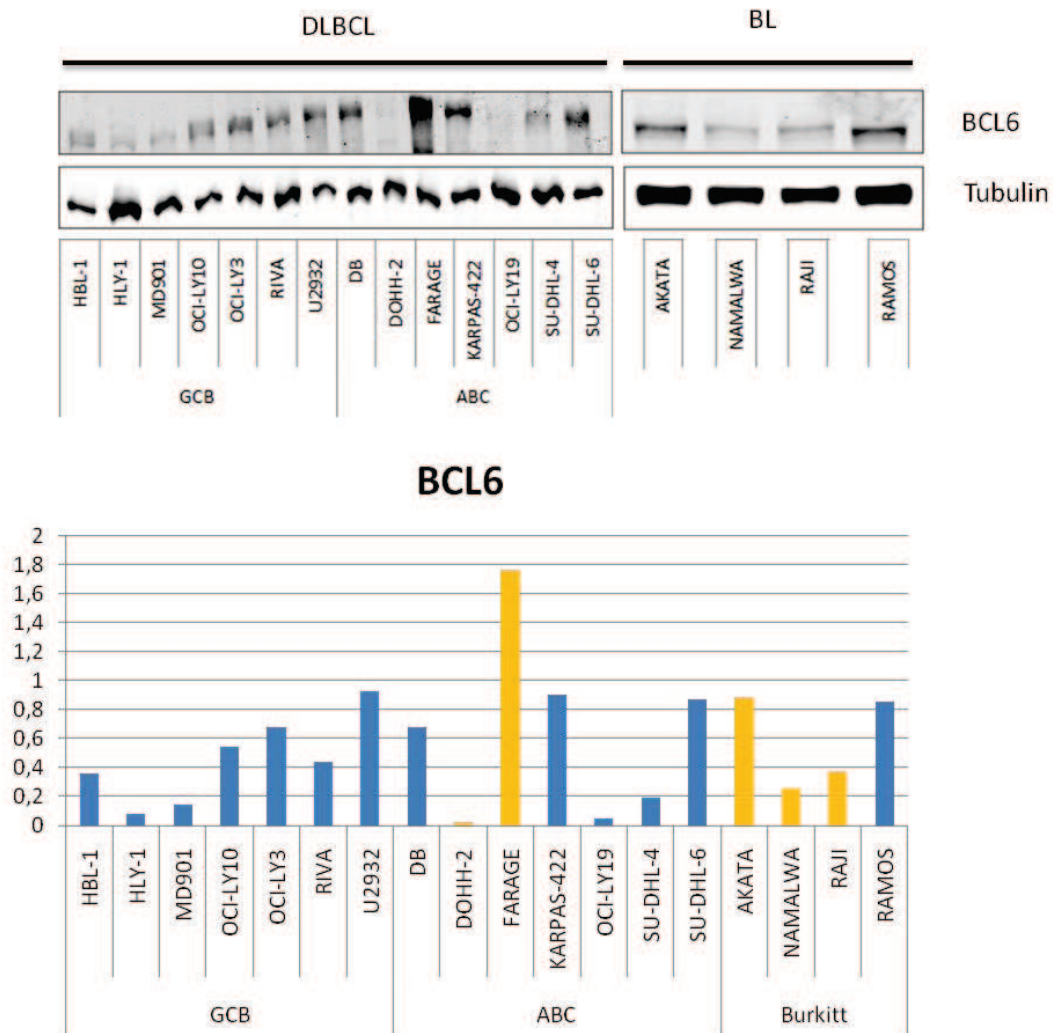 DLBCL
BL
BCL6
Tubulin
HBL-1
HLY-1
MD901
OCI-LY10
OCI-LY3
RIVA
U2932
DB
DOHH-2
FARAGE
KARPAS-422
OCI-LY19
SU-DHL-4
SU-DHL-6
AKATA
NAMALWA
RAJI
RAMOS
GCB
ABC
BCL6
2
1,8
1,6
1,4
1,2
1
0,8
0,6
0,4
0,2
0
HBL-1
HLY-1
MD901
OCI-LY10
OCI-LY3
RIVA
U2932
DB
DOHH-2
FARAGE
KARPAS-422
OCI-LY19
SU-DHL-4
SU-DHL-6
AKATA
NAMALWA
RAJI
RAMOS
GCB
ABC
Burkitt